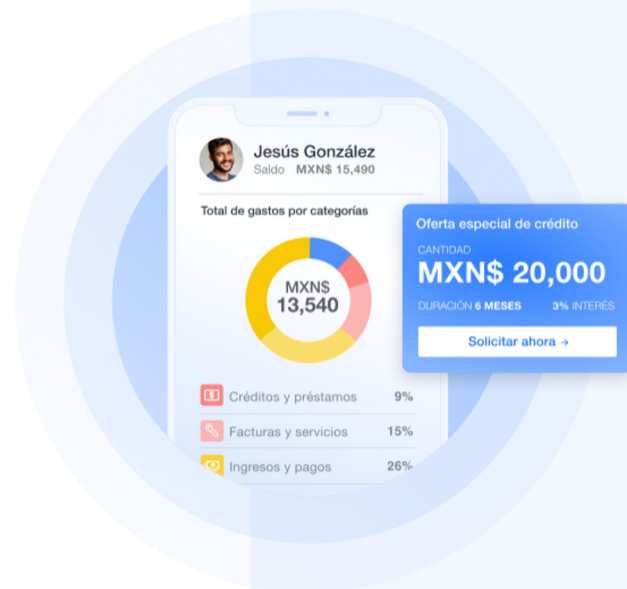 Jesús González
Saldo MXN$ 15,490
Total de gastos por categorías
MXN$
13,540
Créditos y préstamos 9%
Facturas y servicios 15%
Ingresos y pagos 26%
Oferta especial de crédito
CANTIDAD
MXN$ 20,000
DURACIÓN 6 MESES 3% INTERÉS
Solicitar ahora →